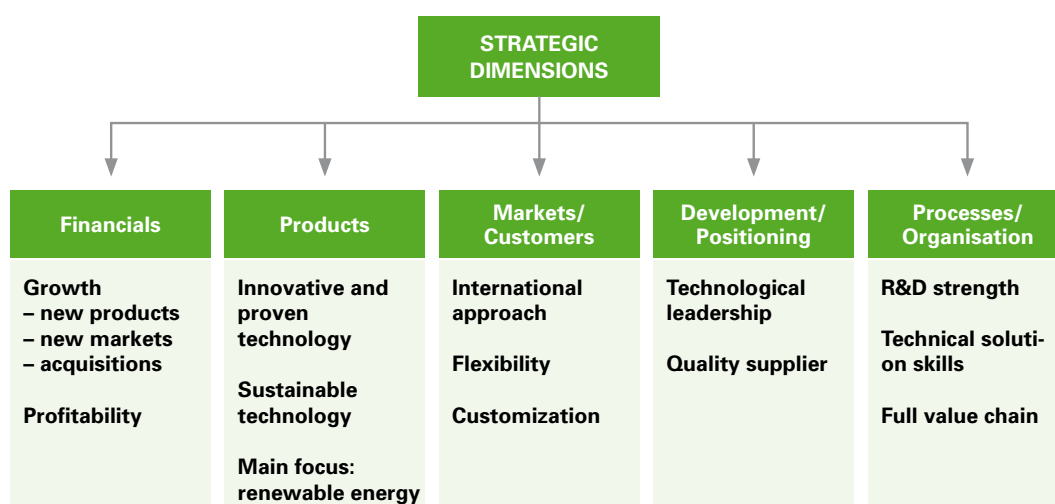 STRATEGIC
DIMENSIONS
Financials
Growth
– new products
– new markets
– acquisitions
Profitability
Products
Innovative and
proven
technology
Sustainable
technology
Main focus:
renewable energy
Markets/
Customers
International
approach
Flexibility
Customization
Development/
Positioning
Technological
leadership
Quality supplier
Processes/
Organisation
R&D strength
Technical soluti-
on skills
Full value chain